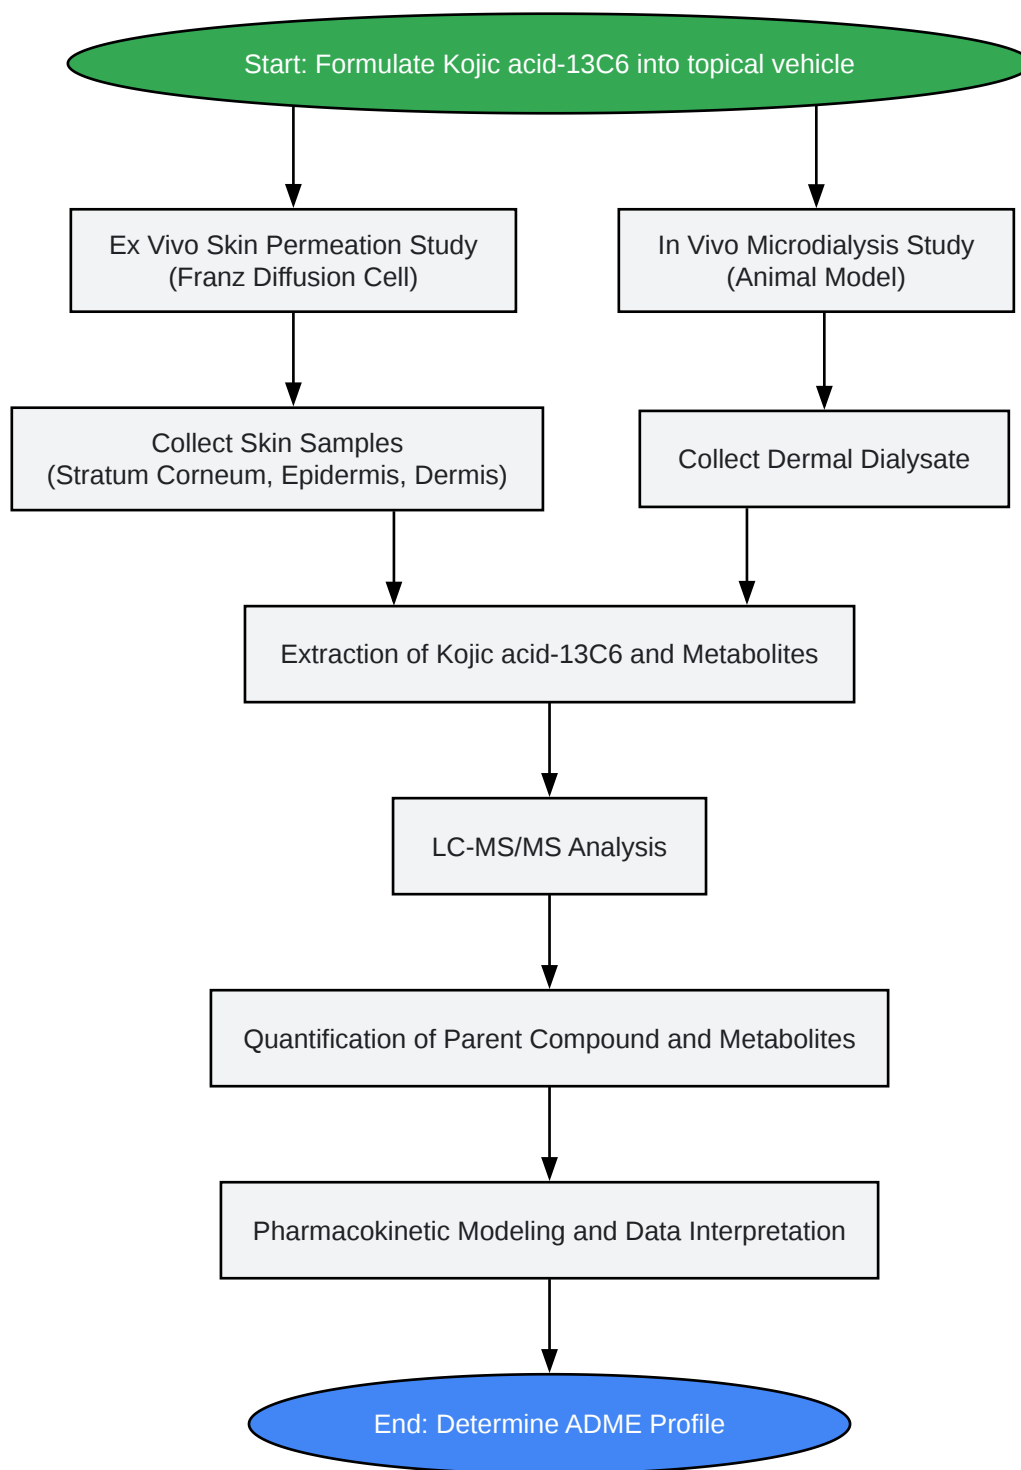 Start: Formulate Kojic acid-13C6 into topical vehicle
Ex Vivo Skin Permeation Study
(Franz Diffusion Cell)
In Vivo Microdialysis Study
(Animal Model)
Collect Skin Samples
(Stratum Corneum, Epidermis, Dermis)
Collect Dermal Dialysate
Extraction of Kojic acid-13C6 and Metabolites
LC-MS/MS Analysis
Quantification of Parent Compound and Metabolites
Pharmacokinetic Modeling and Data Interpretation
End: Determine ADME Profile